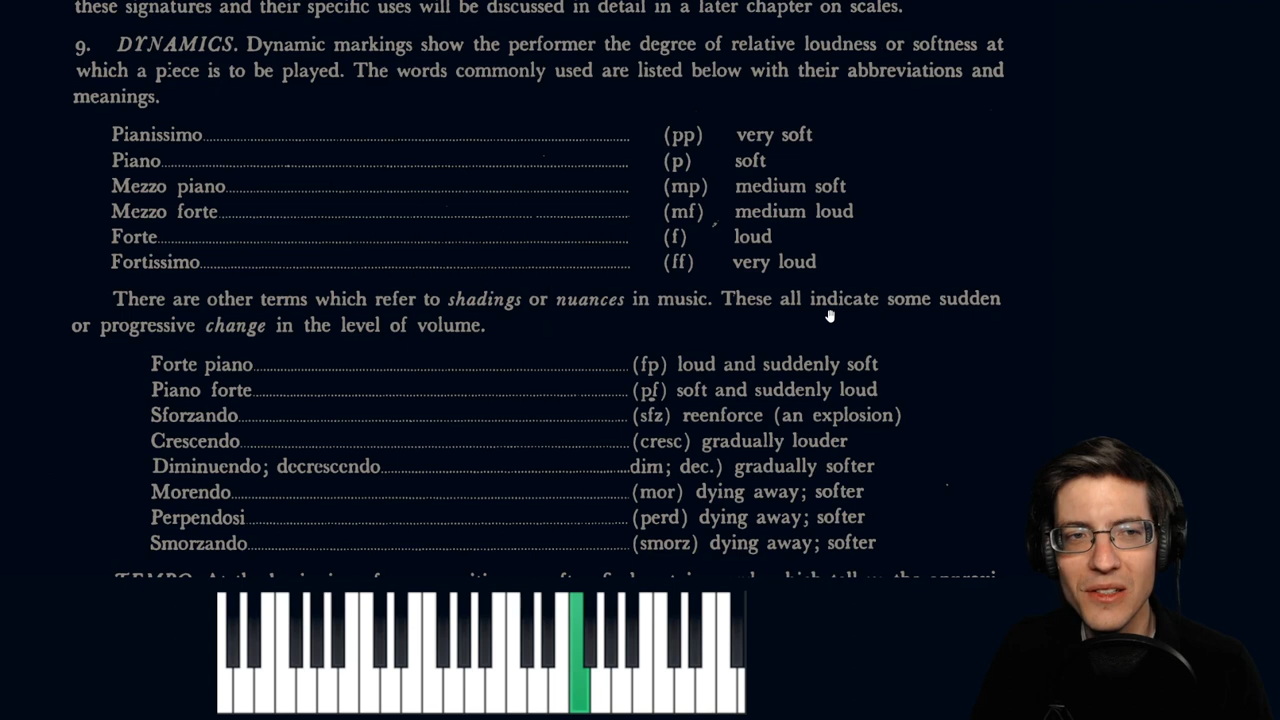 these signatures and their specific uses will be discussed in detail in a later chapter on scales.
9. DYNAMICS. Dynamic markings show the performer the degree of relative loudness or softness at
which a piece is to be played. The words commonly used are listed below with their abbreviations and
meanings.
Pianissimo (pp) very soft
Piano (p) soft
Mezzo piano (mp) medium soft
Mezzo forte (mf) medium loud
Forte (f) loud
Fortissimo (ff) very loud
There are other terms which refer to shadings or nuances in music. These all indicate some sudden
or progressive change in the level of volume.
Forte piano (fp) loud and suddenly soft
Piano forte (pf) soft and suddenly loud
Sforzando (sfz) reenforce (an explosion)
Crescendo (cresc) gradually louder
Diminuendo; decrescendo dim; dec.) gradually softer
Morendo (mor) dying away; softer
Perpendosi (perd) dying away; softer
Smorzando (smorz) dying away; softer
TEMPO.